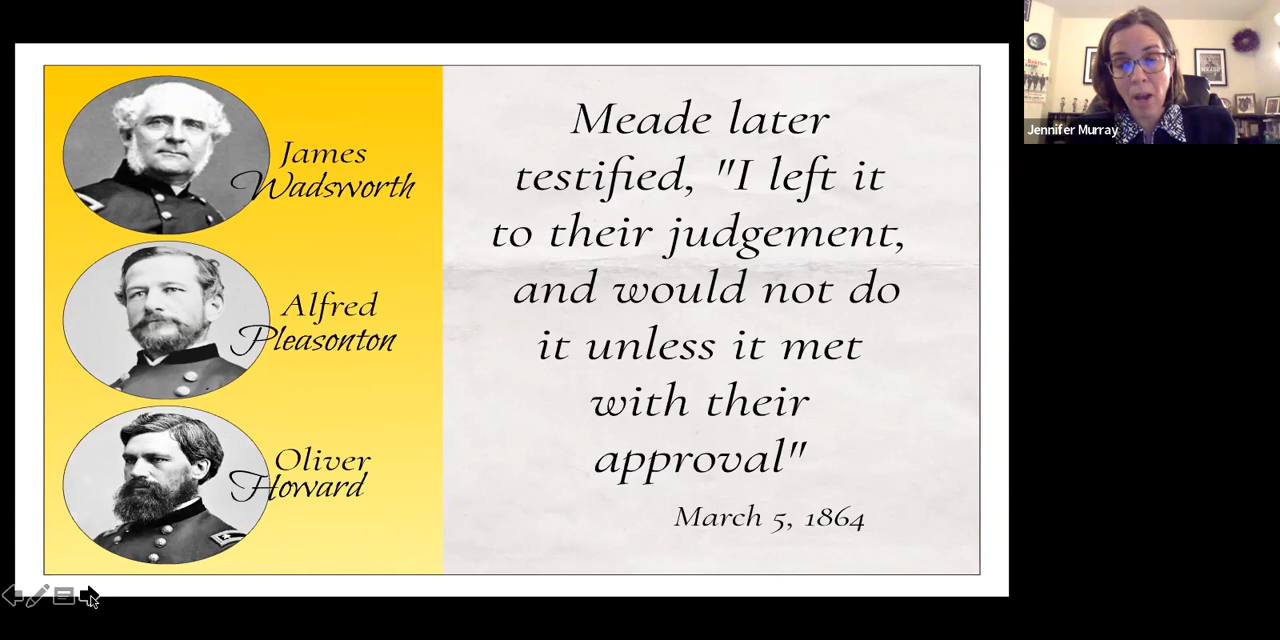 James
Wadsworth
Alfred
Pleasonton
Oliver
Howard
Meade later
testified, "I left it
to their judgement,
and would not do
it unless it met
with their
approval"
March 5, 1864
Jennifer Murray